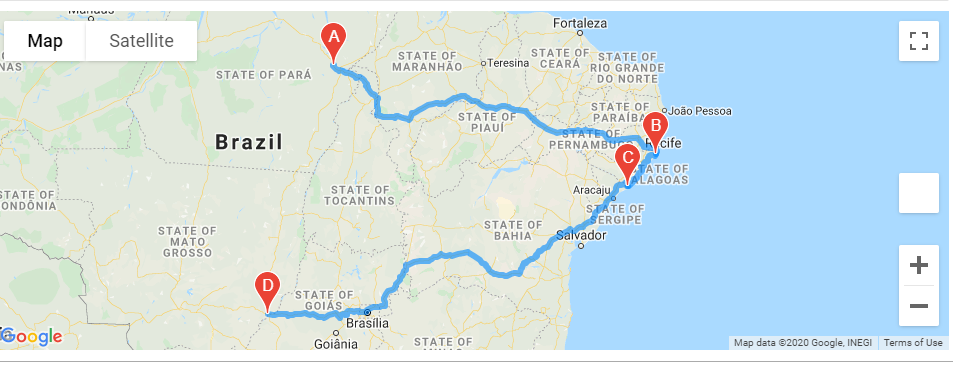 Manaus
Fortaleza
Map
Satellite
A
NAS
STATE OF PARÁ
STATE OF
MARANHÃO
Teresina
STATE OF
CEARÁ
STATE OF
RIO GRANDE
DO NORTE
STATE OF
PIAUÍ
STATE OF
PARAÍBA
João Pessoa
Brazil
STATE OF
PERNAMBUCO
B
Recife
C
STATE OF
ALAGOAS
Aracaju
STATE OF
SERGIPE
STATE OF
ONDÔNIA
STATE OF
TOCANTINS
STATE OF
MATO
GROSSO
STATE OF
BAHIA
Salvador
D
STATE OF
GOIÁS
Brasília
Goiânia
STATE OF
Google
Map data ©2020 Google, INEGI
Terms of Use